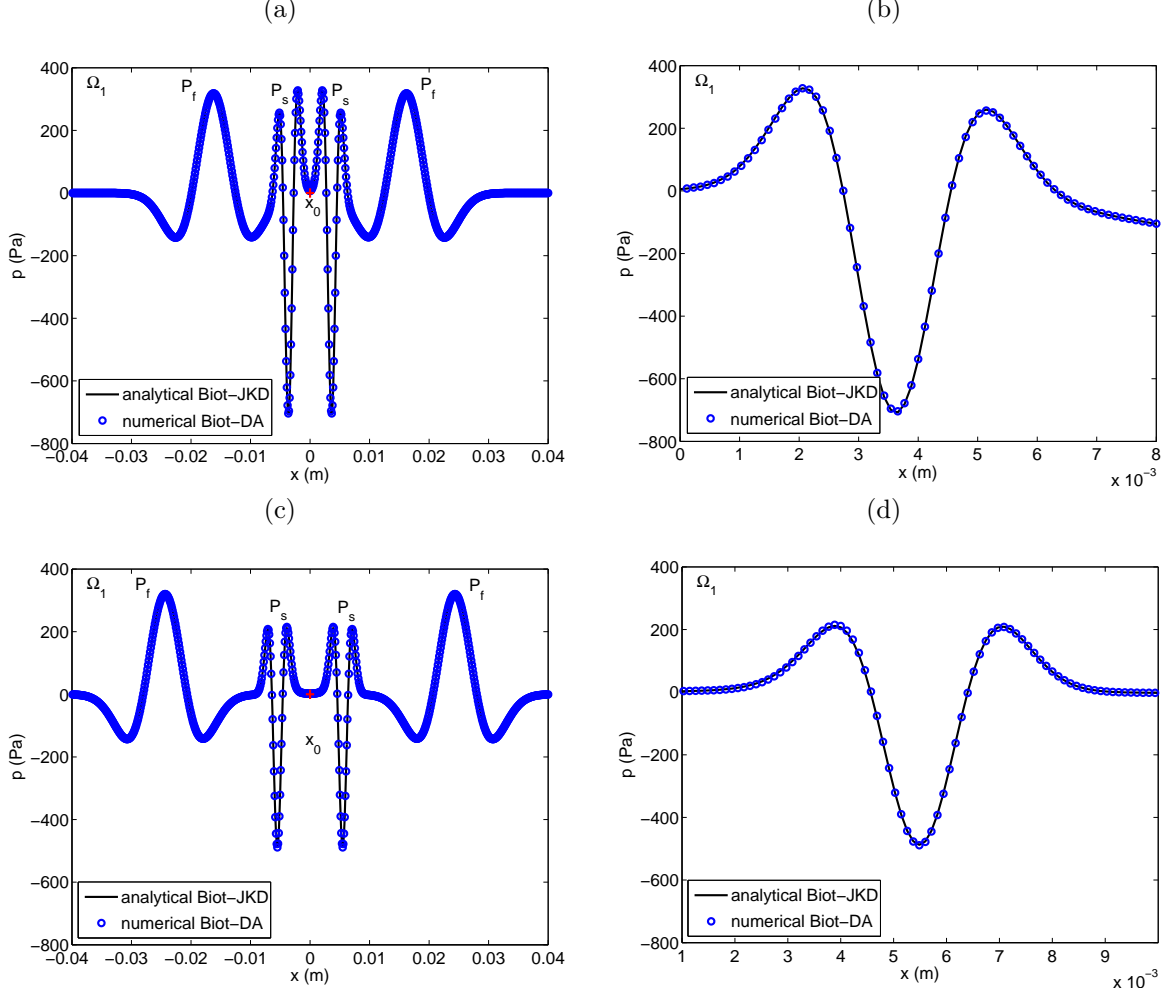 (a)
(b)
Ω1
Pf
Ps
Ps
Pf
x0
400
200
0
−200
−400
−600
−800
p (Pa)
analytical Biot−JKD
numerical Biot−DA
−0.04 −0.03 −0.02 −0.01 0 0.01 0.02 0.03 0.04
x (m)
Ω1
400
200
0
−200
−400
−600
−800
p (Pa)
analytical Biot−JKD
numerical Biot−DA
0 1 2 3 4 5 6 7 8
x (m)
x 10−3
(c)
(d)
Ω1
Pf
Ps
Ps
Pf
x0
400
200
0
−200
−400
−600
−800
p (Pa)
analytical Biot−JKD
numerical Biot−DA
−0.04 −0.03 −0.02 −0.01 0 0.01 0.02 0.03 0.04
x (m)
Ω1
400
200
0
−200
−400
−600
−800
p (Pa)
analytical Biot−JKD
numerical Biot−DA
1 2 3 4 5 6 7 8 9
x (m)
x 10−3